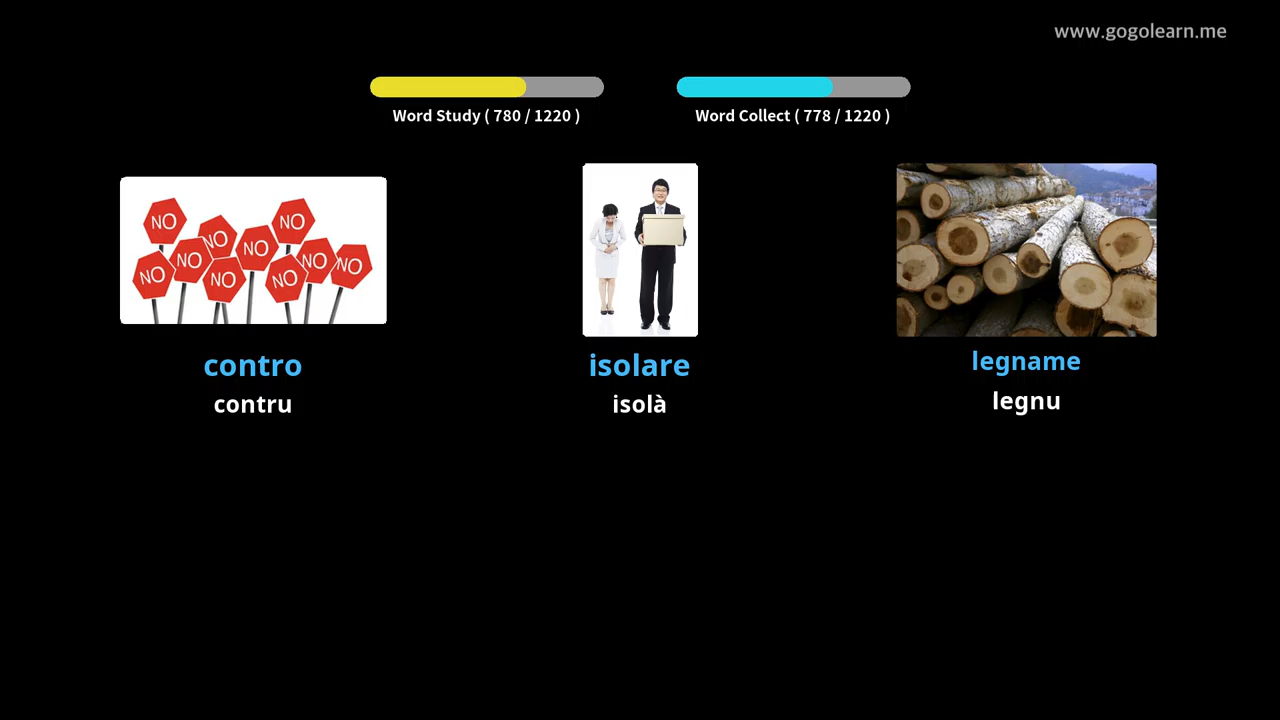 www.gogolearn.me
Word Study ( 780 / 1220 )
Word Collect ( 778 / 1220 )
NO
NO
NO
NO
NO
NO
NO
NO
NO
contro
isolare
legname
contru
isolà
legnu